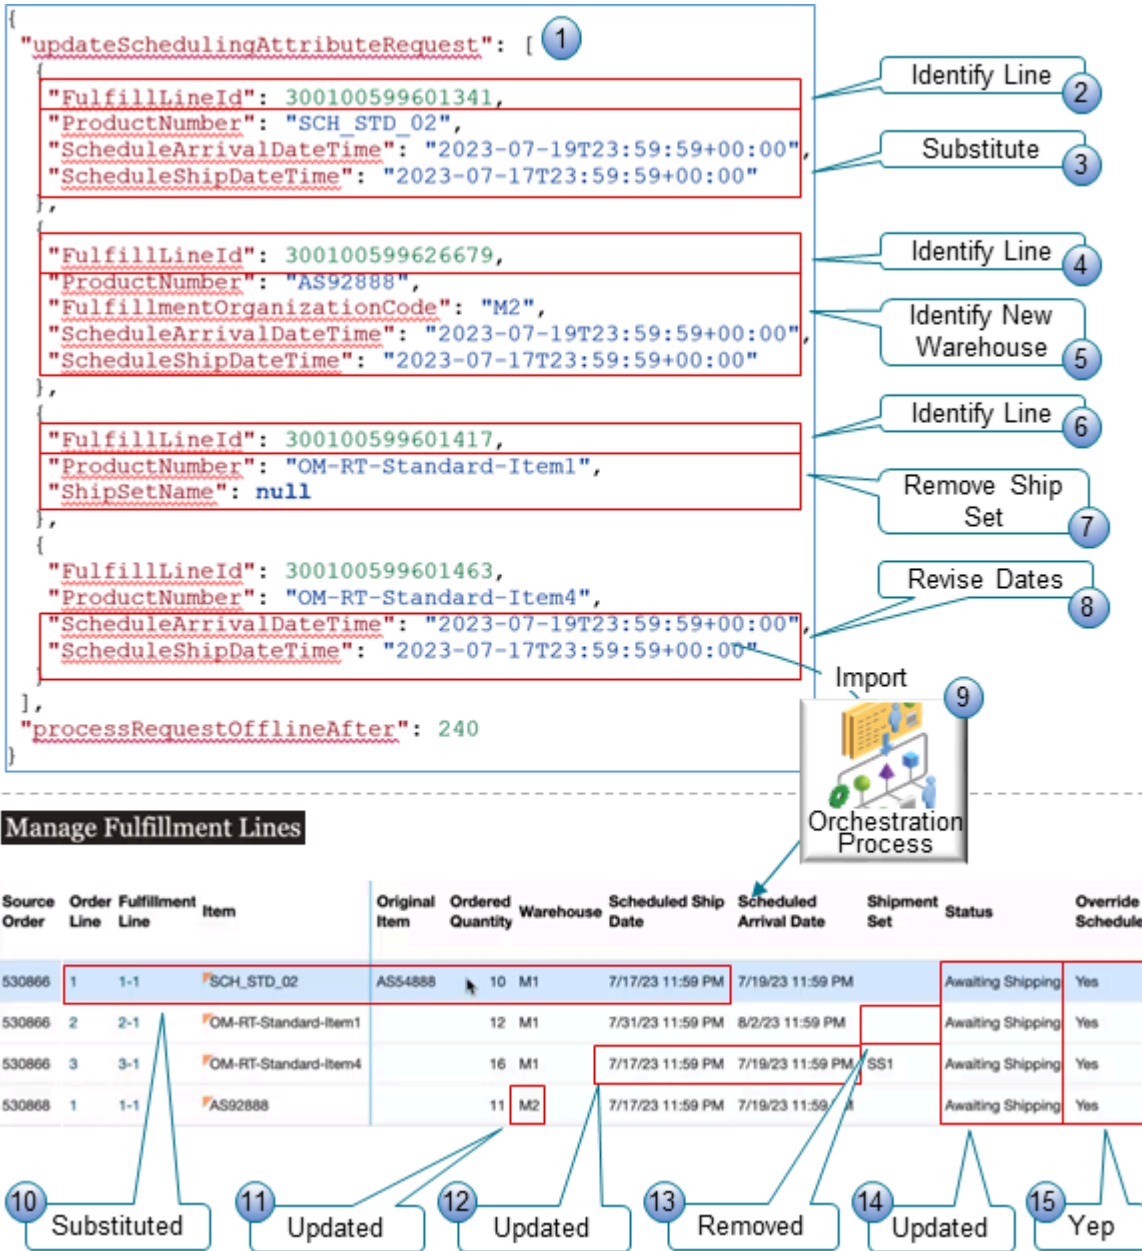 {
"updateSchedulingAttributeRequest": [
1
{
"FulfillLineId": 300100599601341,
"ProductNumber": "SCH_STD_02",
"ScheduleArrivalDateTime": "2023-07-19T23:59:59+00:00",
"ScheduleShipDateTime": "2023-07-17T23:59:59+00:00"
},
{
"FulfillLineId": 300100599626679,
"ProductNumber": "AS92888",
"FulfillmentOrganizationCode": "M2",
"ScheduleArrivalDateTime": "2023-07-19T23:59:59+00:00",
"ScheduleShipDateTime": "2023-07-17T23:59:59+00:00"
},
{
"FulfillLineId": 300100599601417,
"ProductNumber": "OM-RT-Standard-Item1",
"ShipSetName": null
},
{
"FulfillLineId": 300100599601463,
"ProductNumber": "OM-RT-Standard-Item4",
"ScheduleArrivalDateTime": "2023-07-19T23:59:59+00:00",
"ScheduleShipDateTime": "2023-07-17T23:59:59+00:00"
}
],
"processRequestOfflineAfter": 240
}
Identify Line
2
Substitute
3
Identify Line
4
Identify New
Warehouse
5
Identify Line
6
Remove Ship
Set
7
Revise Dates
8
Import
9
Orchestration
Process
Manage Fulfillment Lines
Source Order Order Line Fulfillment Line Item Original Item Ordered Quantity Warehouse Scheduled Ship Date Scheduled Arrival Date Shipment Set Status Override Schedule
530866 1 1-1 SCH_STD_02 AS54888 10 M1 7/17/23 11:59 PM 7/19/23 11:59 PM Awaiting Shipping Yes
530866 2 2-1 OM-RT-Standard-Item1 12 M1 7/31/23 11:59 PM 8/2/23 11:59 PM Awaiting Shipping Yes
530866 3 3-1 OM-RT-Standard-Item4 16 M1 7/17/23 11:59 PM 7/19/23 11:59 PM SS1 Awaiting Shipping Yes
530868 1 1-1 AS92888 11 M2 7/17/23 11:59 PM 7/19/23 11:59 M Awaiting Shipping Yes
10
Substituted
11
Updated
12
Updated
13
Removed
14
Updated
15
Yep